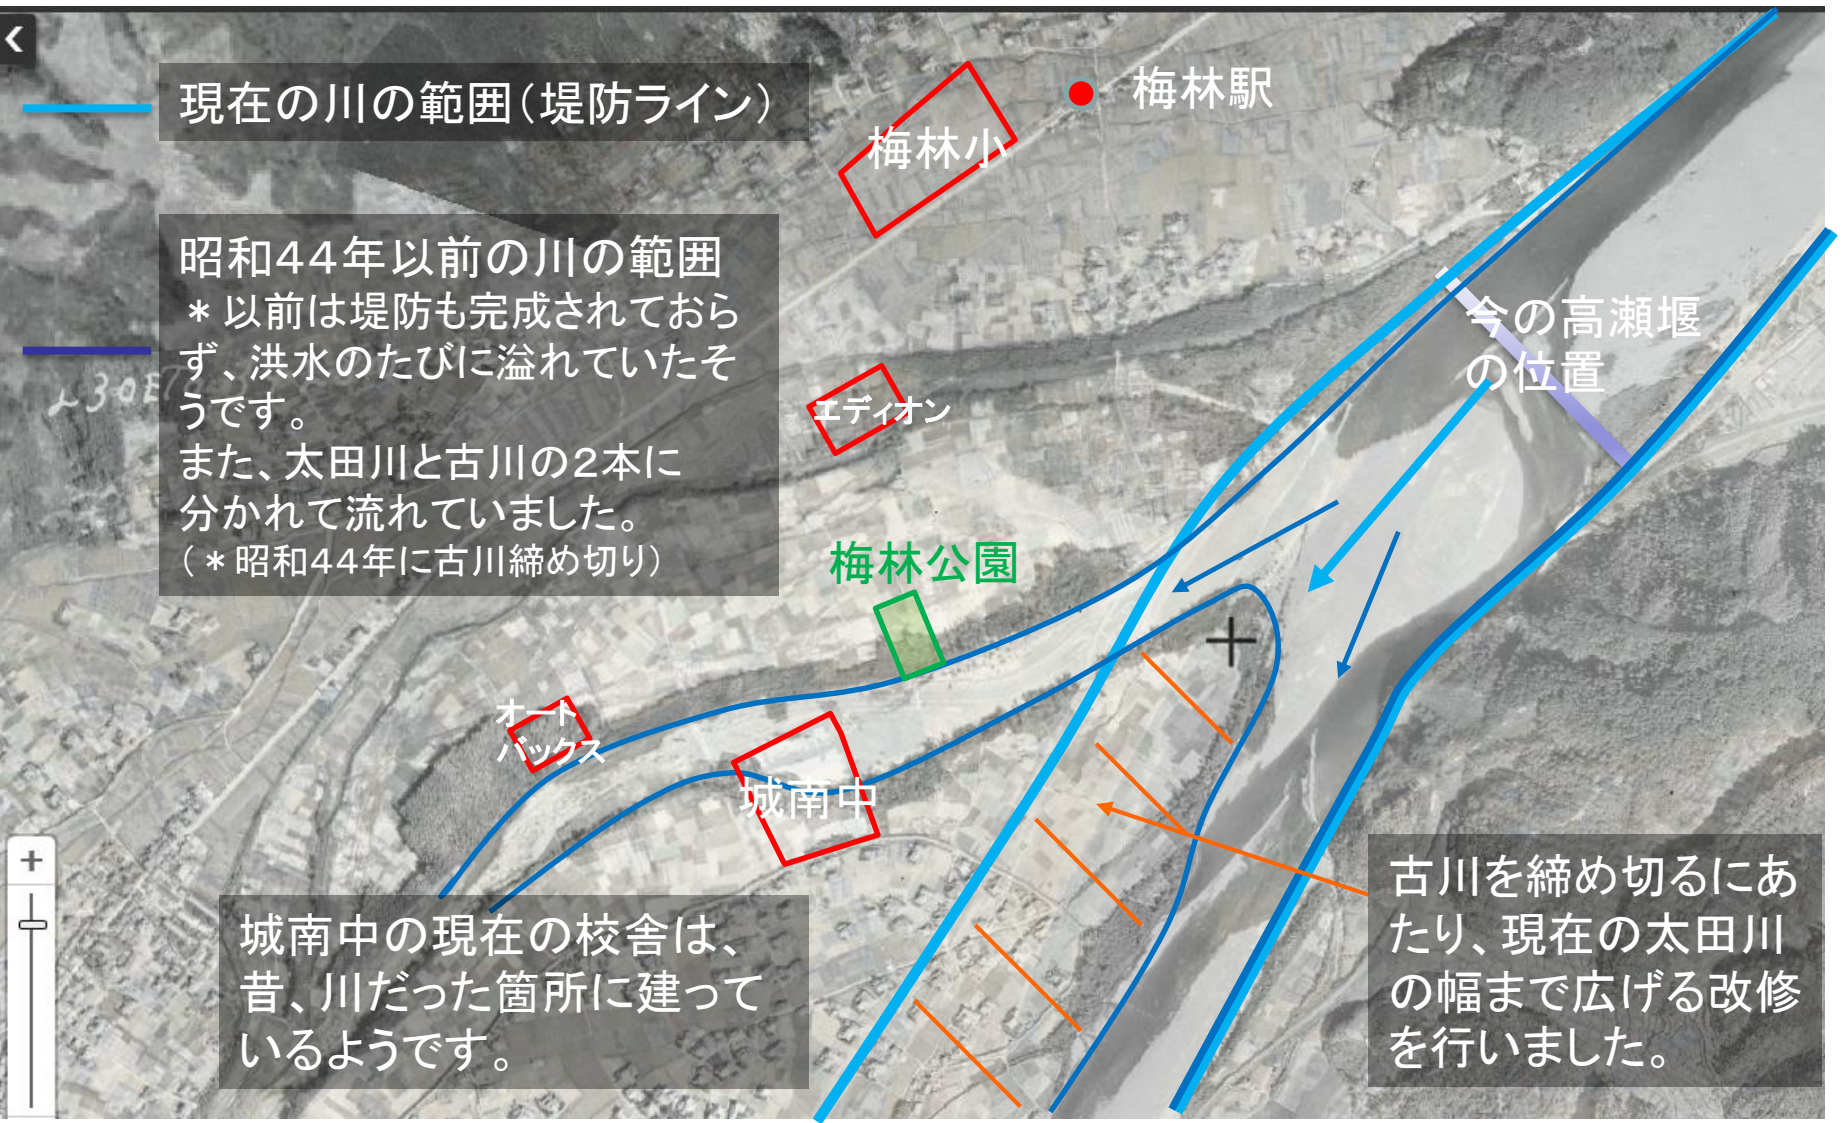 現在の川の範囲（堤防ライン）
梅林駅
梅林小
昭和４４年以前の川の範囲
＊以前は堤防も完成されておら
ず、洪水のたびに溢れていたそ
うです。
また、太田川と古川の２本に
分かれて流れていました。
（＊昭和４４年に古川締め切り）
今の高瀬堰
の位置
エディオン
梅林公園
オート
バックス
城南中
城南中の現在の校舎は、
昔、川だった箇所に建って
いるようです。
古川を締め切るにあ
たり、現在の太田川
の幅まで広げる改修
を行いました。